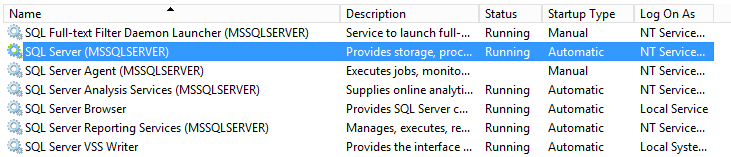 Name Description Status Startup Type Log On As
SQL Full-text Filter Daemon Launcher (MSSQLSERVER) Service to launch full-... Running Manual NT Service...
SQL Server (MSSQLSERVER) Provides storage, proc... Running Automatic NT Service...
SQL Server Agent (MSSQLSERVER) Executes jobs, monito... Manual NT Service...
SQL Server Analysis Services (MSSQLSERVER) Supplies online analyti... Running Automatic NT Service...
SQL Server Browser Provides SQL Server c... Running Automatic Local Service
SQL Server Reporting Services (MSSQLSERVER) Manages, executes, re... Running Automatic NT Service...
SQL Server VSS Writer Provides the interface ... Running Automatic Local Syste...